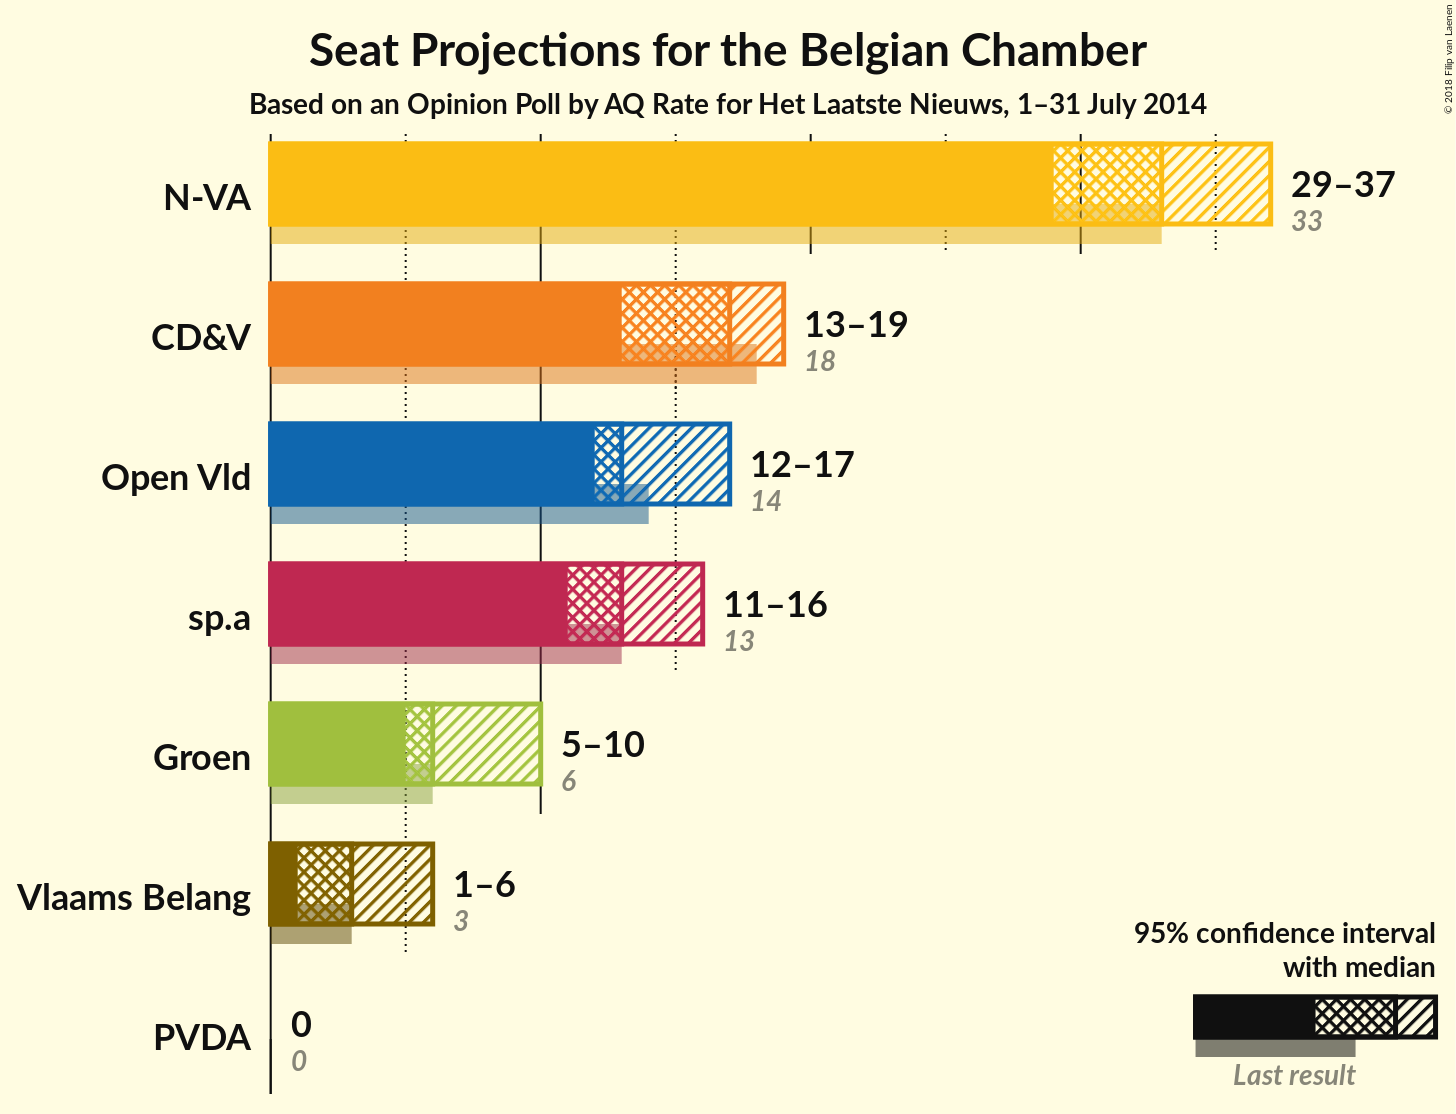 Seat Projections for the Belgian Chamber
Based on an Opinion Poll by AQ Rate for Het Laatste Nieuws, 1–31 July 2014
© 2018 Filip van Laenen
N-VA
29–37
33
CD&V
13–19
18
Open Vld
12–17
14
sp.a
11–16
13
Groen
5–10
6
Vlaams Belang
1–6
3
PVDA
0
0
95% confidence interval
with median
Last result